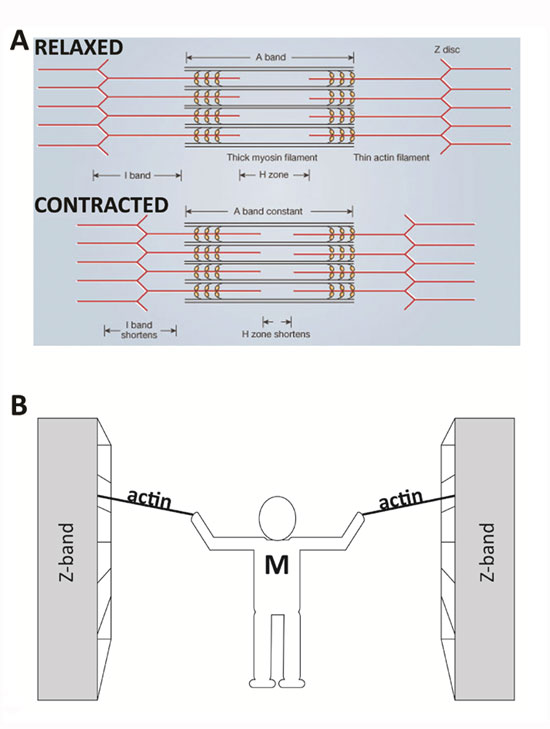 A
RELAXED
A band
Z disc
Thick myosin filament
Thin actin filament
I band
H zone
CONTRACTED
A band constant
I band
shortens
H zone shortens
B
actin
actin
Z-band
M
Z-band